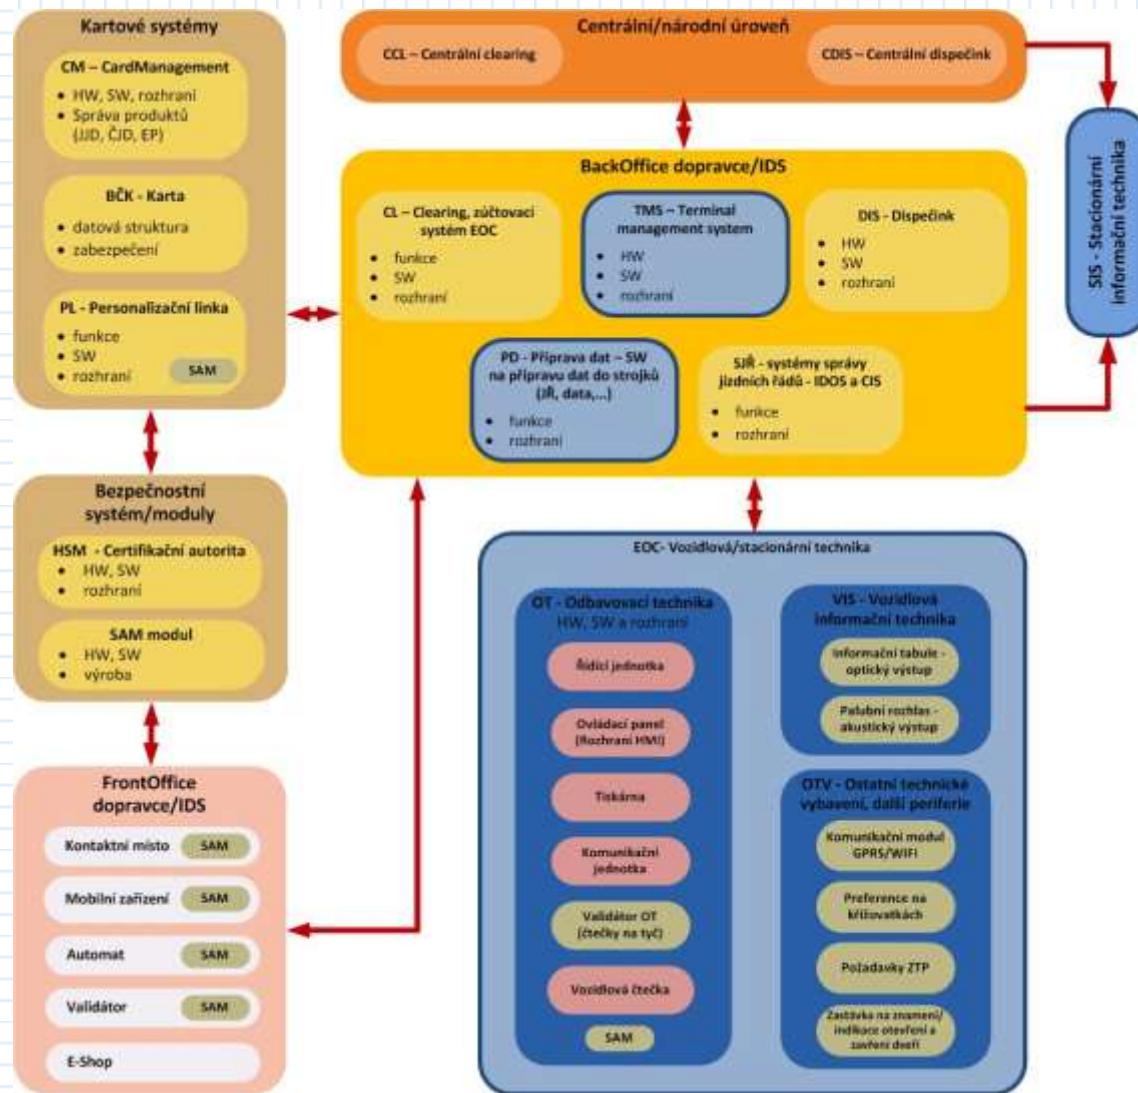 Kartové systémy
CM – CardManagement
• HW, SW, rozhraní
• Správa produktů
(JJD, ČJD, EP)
BČK - Karta
• datová struktura
• zabezpečení
PL - Personalizační linka
• funkce
• SW
• rozhraní
SAM
Bezpečnostní
systém/moduly
HSM - Certifikační autorita
• HW, SW
• rozhraní
SAM modul
• HW, SW
• výroba
FrontOffice
dopravce/IDS
Kontaktní místo SAM
Mobilní zařízení SAM
Automat SAM
Validátor SAM
E-Shop
Centrální/národní úroveň
CCL – Centrální clearing
CDIS – Centrální dispečink
BackOffice dopravce/IDS
CL – Clearing, zúčtovací
systém EOC
• funkce
• SW
• rozhraní
TMS – Terminal
management system
• HW
• SW
• rozhraní
DIS - Dispečink
• HW
• SW
• rozhraní
PD - Příprava dat – SW
na přípravu dat do strojků
(JŘ, data,...)
• funkce
• rozhraní
SJŘ - systémy správy
jízdních řádů - IDOS a CIS
• funkce
• rozhraní
SIS - Stacionární
informační technika
EOC- Vozidlová/stacionární technika
OT - Odbavovací technika
HW, SW a rozhraní
Řídící jednotka
Ovládací panel
(Rozhraní HMI)
Tiskárna
Komunikační
jednotka
Validátor OT
(čtečky na tyč)
Vozidlová čtečka
SAM
VIS - Vozidlová
informační technika
Informační tabule -
optický výstup
Palubní rozhlas -
akustický výstup
OTV - Ostatní technické
vybavení, další periferie
Komunikační modul
GPRS/WIFI
Preference na
křižovatkách
Požadavky ZTP
Zastávka na znamení/
indikace otevření a
zavření dveří